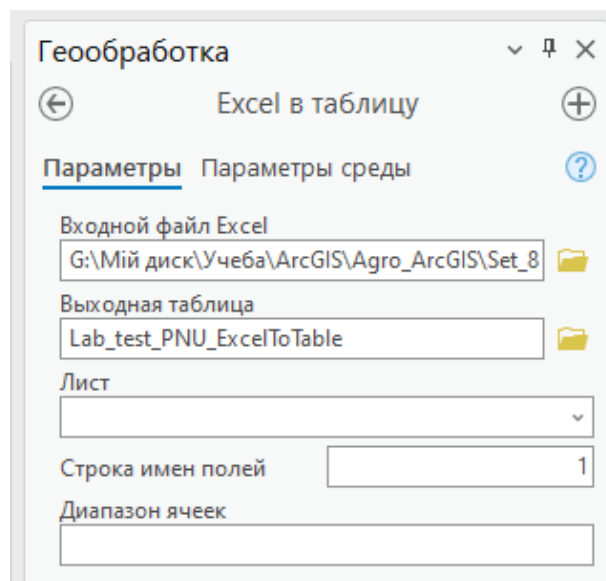 Геообработка
Excel в таблицу
Параметры Параметры среды
Входной файл Excel
G:\Мій диск\Учеба\ArcGIS\Agro_ArcGIS\Set_8
Выходная таблица
Lab_test_PNU_ExcelToTable
Лист
Строка имен полей 1
Диапазон ячеек